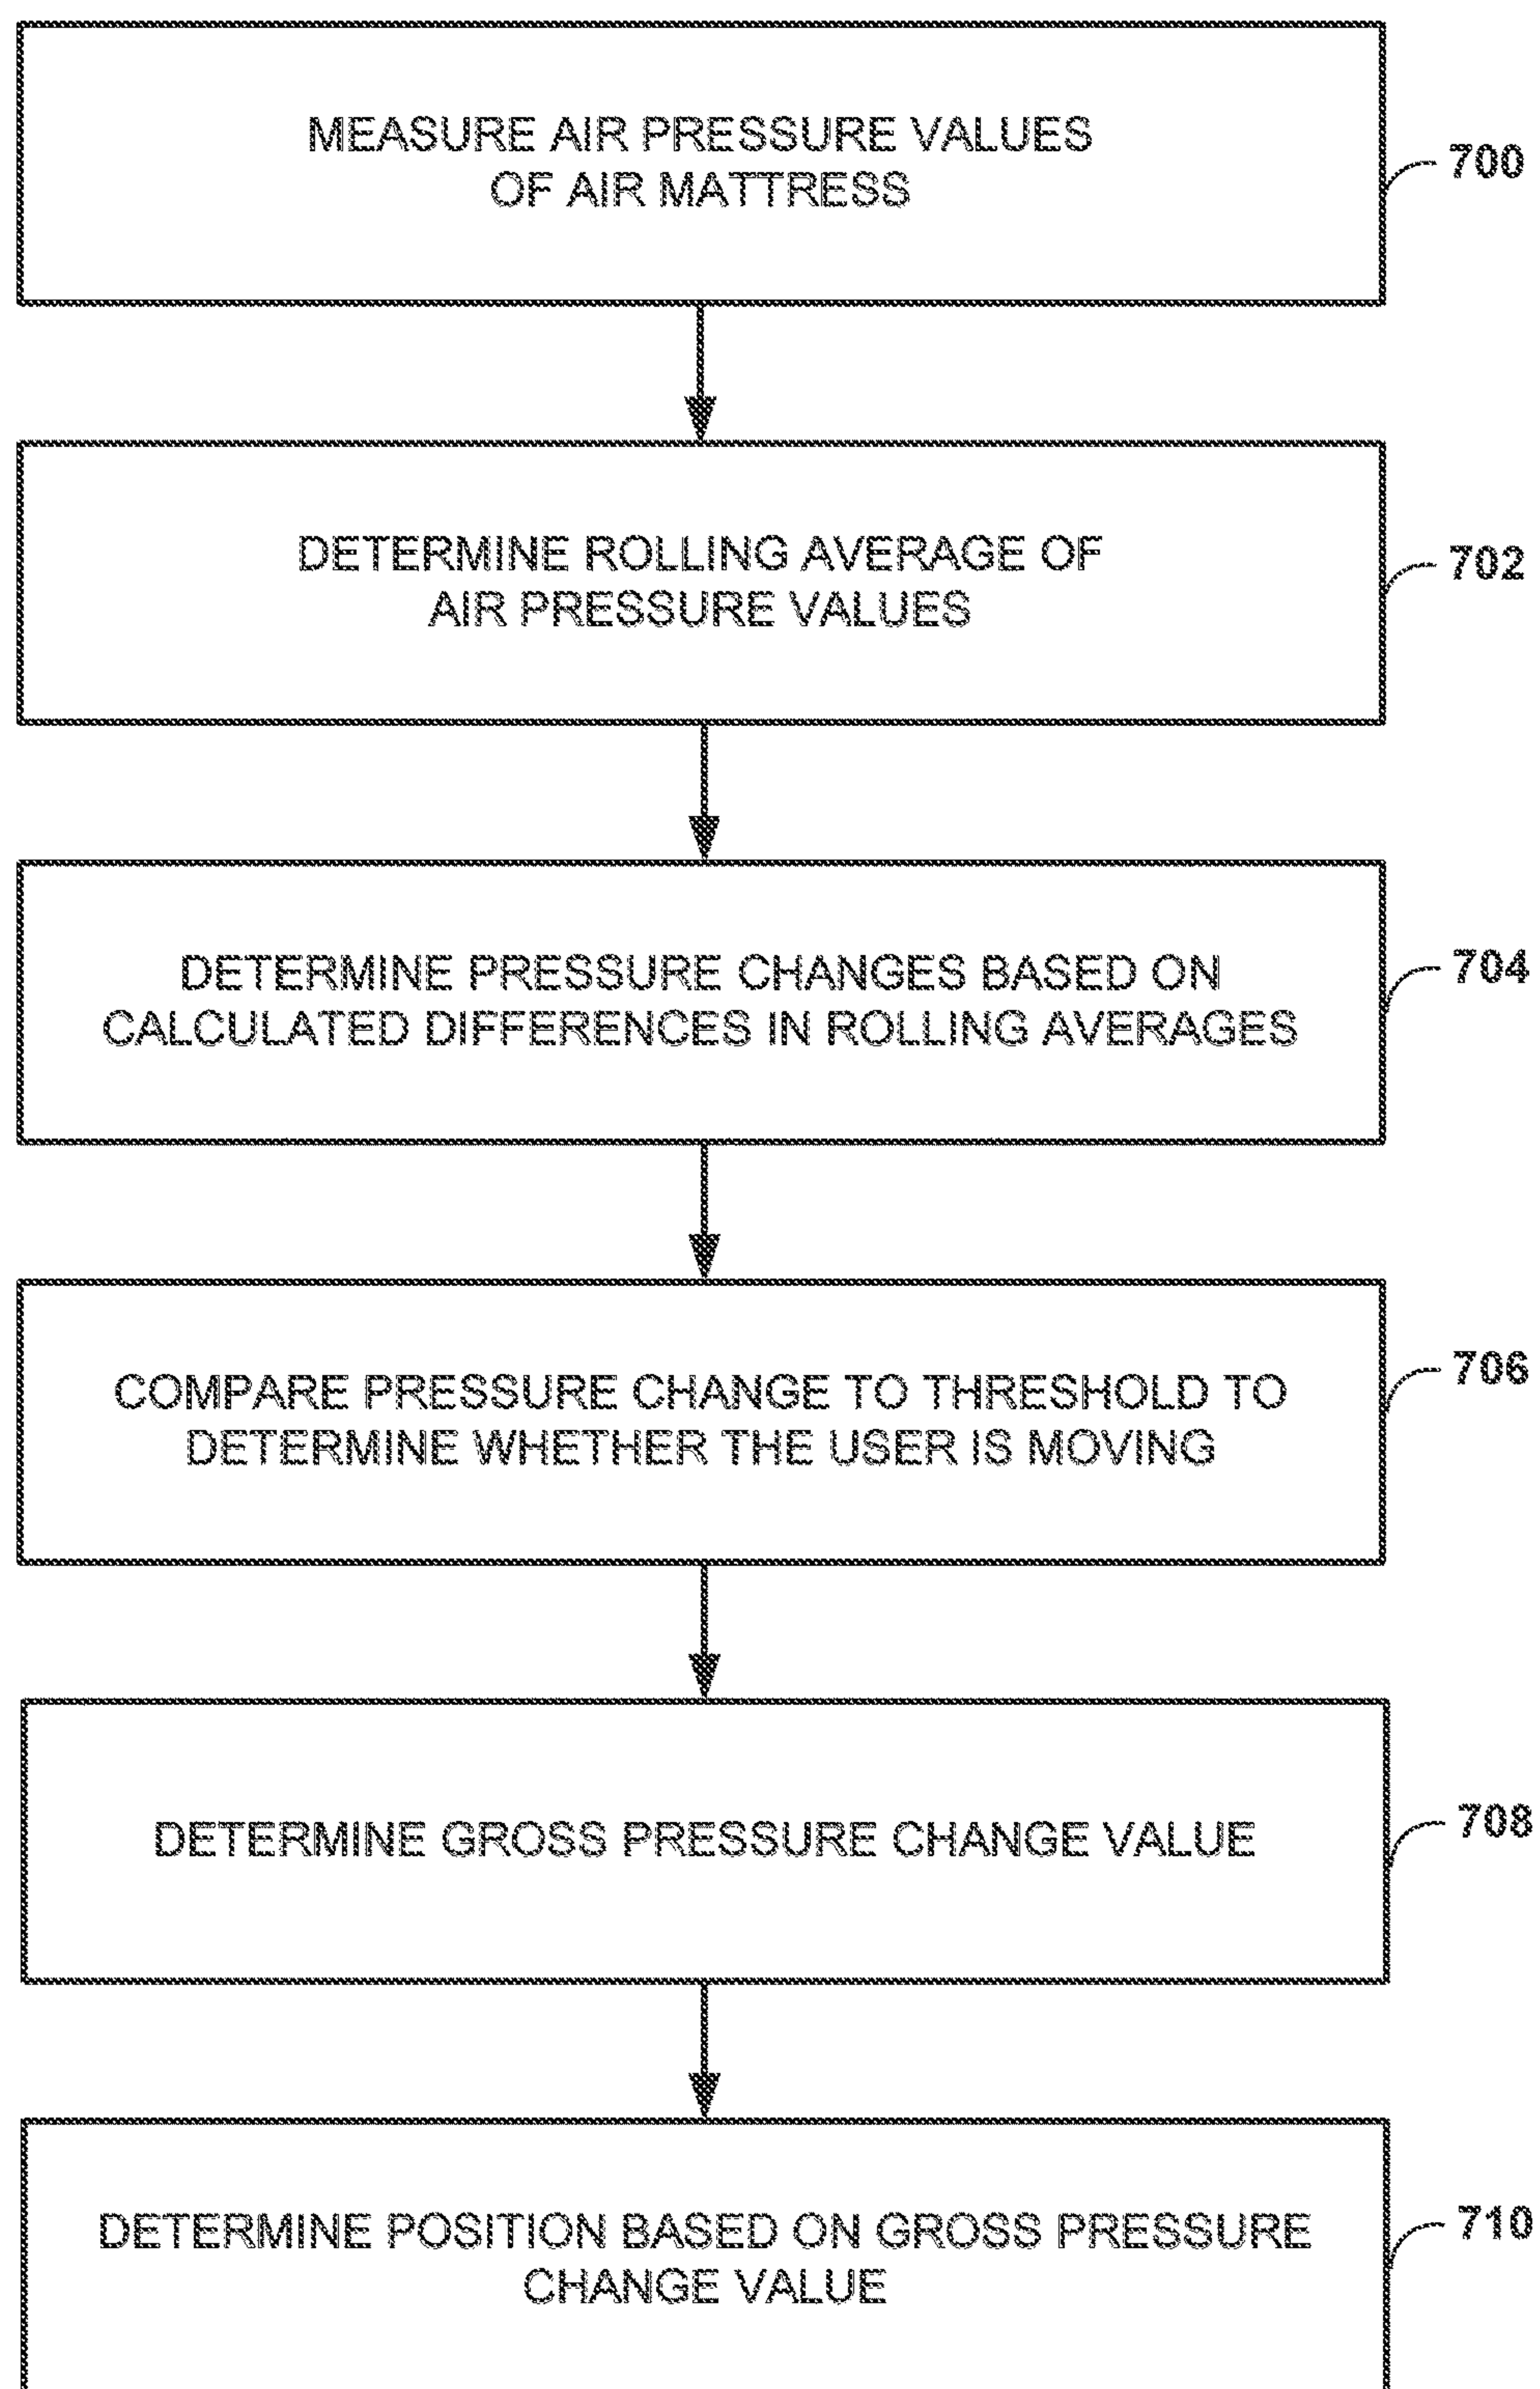 MEASURE AIR PRESSURE VALUES
OF AIR MATTRESS
700
DETERMINE ROLLING AVERAGE OF
AIR PRESSURE VALUES
702
DETERMINE PRESSURE CHANGES BASED ON
CALCULATED DIFFERENCES IN ROLLING AVERAGES
704
COMPARE PRESSURE CHANGE TO THRESHOLD TO
DETERMINE WHETHER THE USER IS MOVING
706
DETERMINE GROSS PRESSURE CHANGE VALUE
708
DETERMINE POSITION BASED ON GROSS PRESSURE
CHANGE VALUE
710